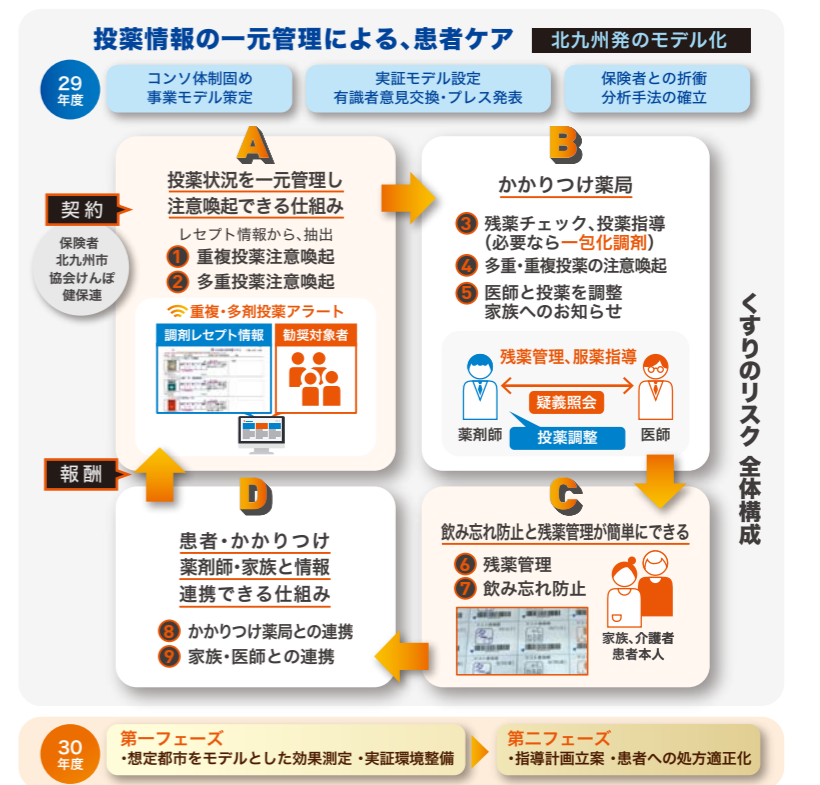 投薬情報の一元管理による、患者ケア
北九州発のモデル化
29
年度
コンソ体制固め
事業モデル策定
実証モデル設定
有識者意見交換・プレス発表
保険者との折衝
分析手法の確立
A
投薬状況を一元管理し
注意喚起できる仕組み
レセプト情報から、抽出
1 重複投薬注意喚起
2 多重投薬注意喚起
重複・多剤投薬アラート
調剤レセプト情報
勧奨対象者
契約
保険者
北九州市
協会けんぽ
健保連
B
かかりつけ薬局
3 残薬チェック、投薬指導
(必要なら一包化調剤)
4 多重・重複投薬の注意喚起
5 医師と投薬を調整
家族へのお知らせ
残薬管理、服薬指導
疑義照会
薬剤師
投薬調整
医師
くすりのリスク 全体構成
報酬
D
患者・かかりつけ
薬剤師・家族と情報
連携できる仕組み
8 かかりつけ薬局との連携
9 家族・医師との連携
C
飲み忘れ防止と残薬管理が簡単にできる
6 残薬管理
7 飲み忘れ防止
家族、介護者
患者本人
30
年度
第一フェーズ
・想定都市をモデルとした効果測定 ・実証環境整備
第二フェーズ
・指導計画立案 ・患者への処方適正化